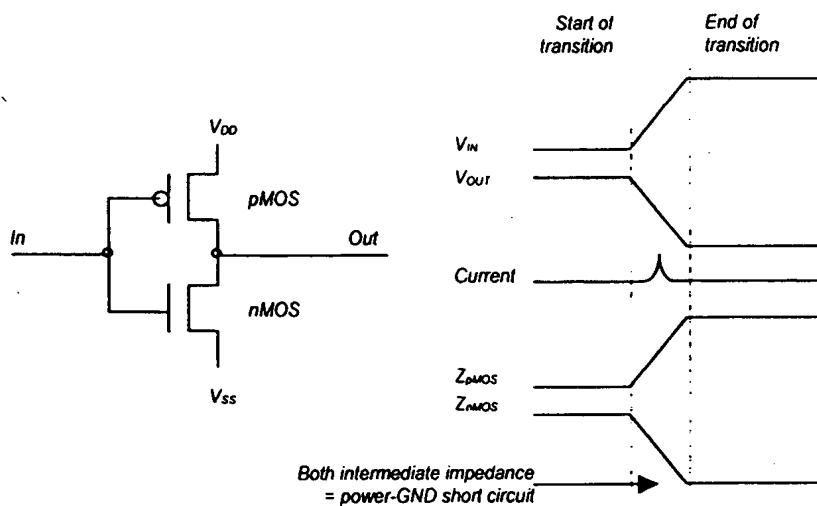 Start of
transition
End of
transition
VDD
VIN
VOUT
pMOS
In
Out
Current
nMOS
ZpMOS
ZnMOS
VSS
Both intermediate impedance
= power-GND short circuit